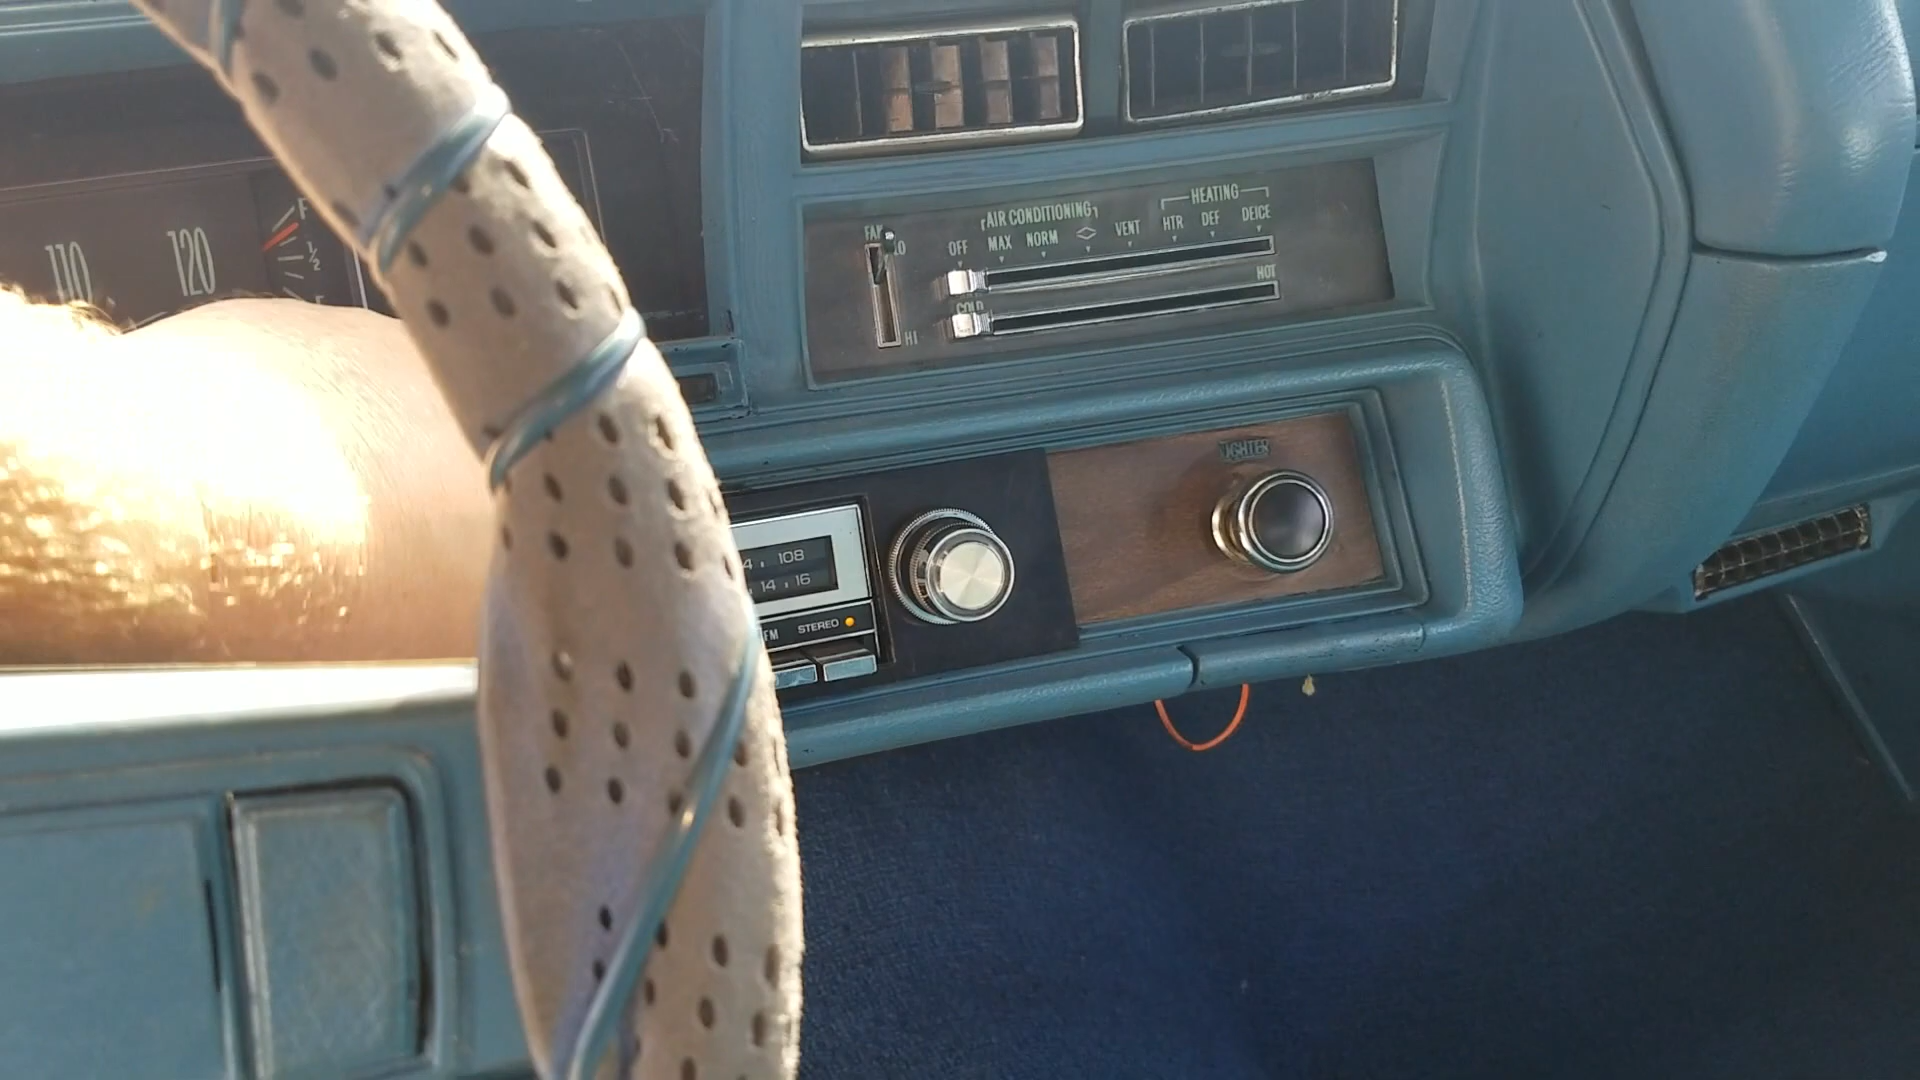 110 120
F
½
FAN
LO
HI
OFF
AIR CONDITIONING
MAX NORM
VENT
HEATING
HTR DEF DEICE
COLD
HOT
LIGHTER
4 108
14 16
FM STEREO